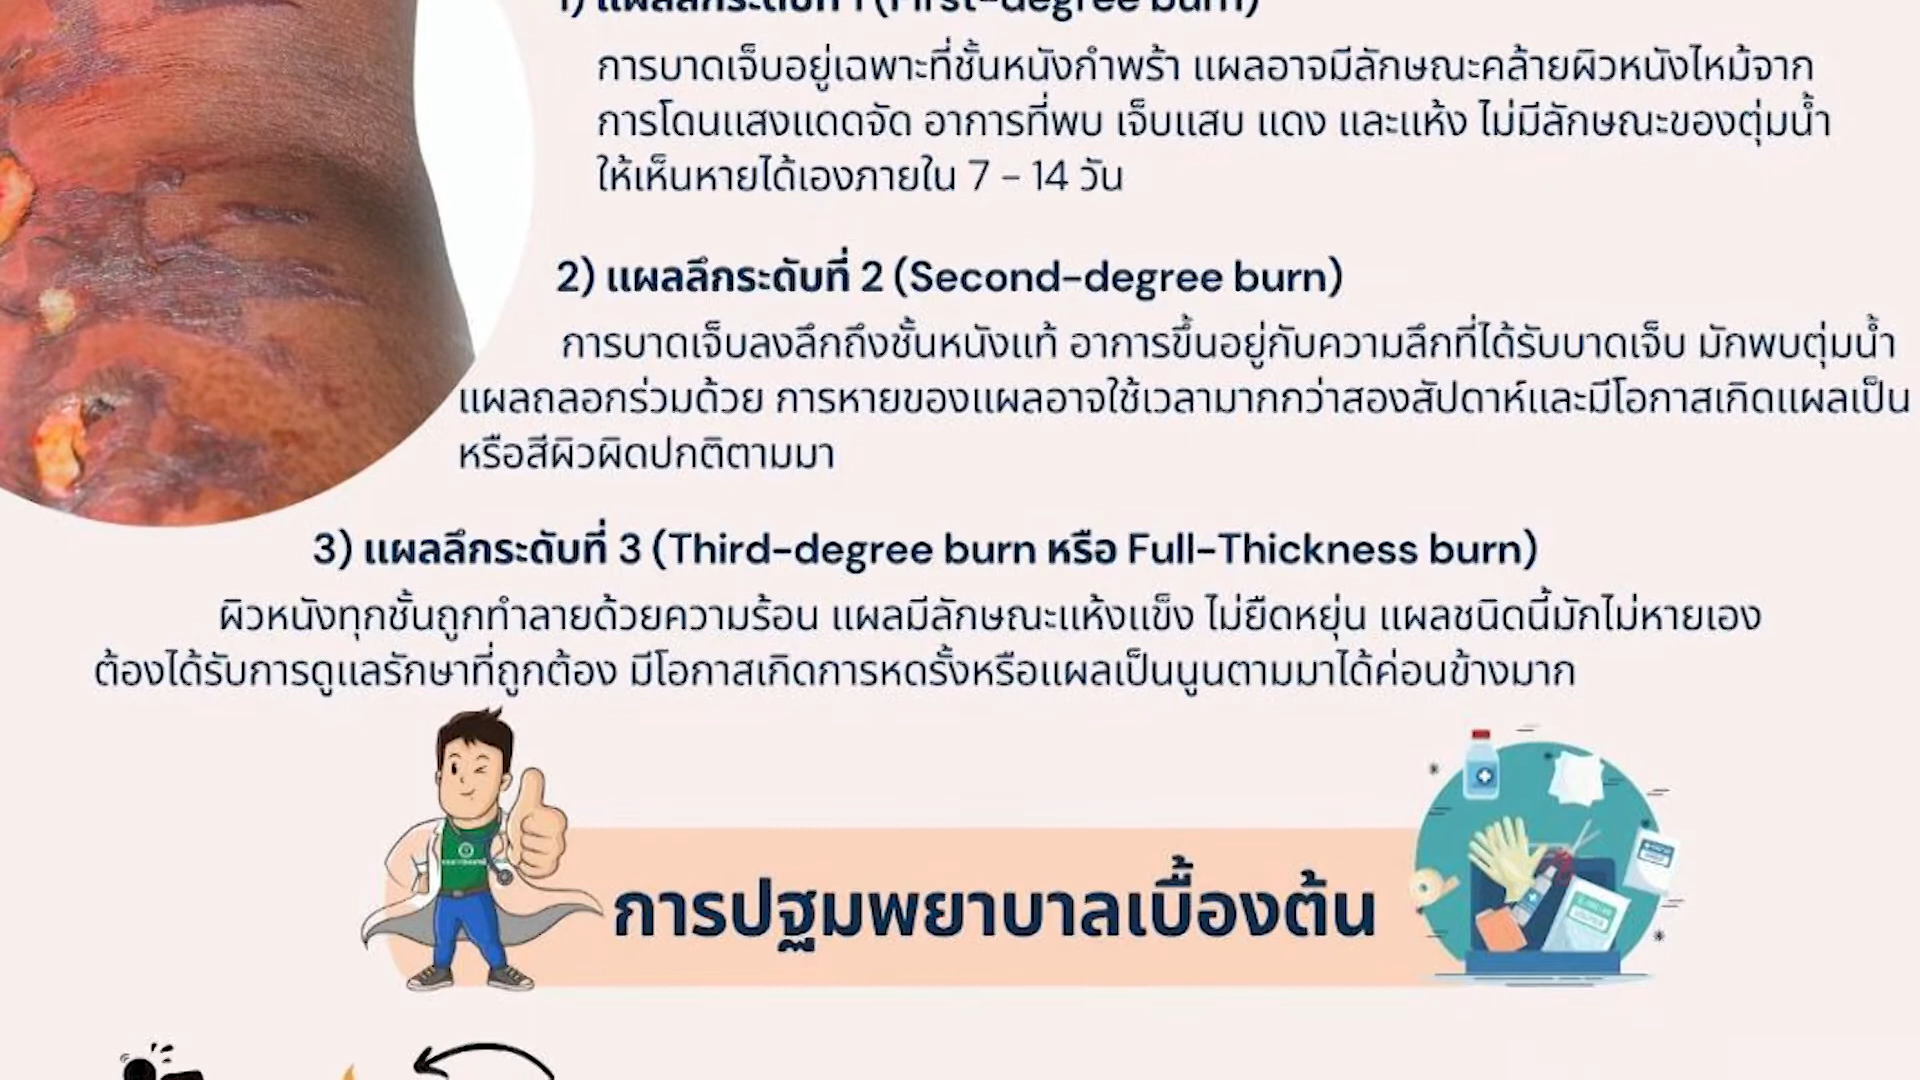 1) แผลลึกระดับที่ 1 (First-degree burn)
การบาดเจ็บอยู่เฉพาะที่ชั้นหนังกำพร้า แผลอาจมีลักษณะคล้ายผิวหนังไหม้จาก
การโดนแสงแดดจัด อาการที่พบ เจ็บแสบ แดง และแห้ง ไม่มีลักษณะของตุ่มน้ำ
ให้เห็นหายได้เองภายใน 7 – 14 วัน
2) แผลลึกระดับที่ 2 (Second-degree burn)
การบาดเจ็บลงลึกถึงชั้นหนังแท้ อาการขึ้นอยู่กับความลึกที่ได้รับบาดเจ็บ มักพบตุ่มน้ำ
แผลถลอกร่วมด้วย การหายของแผลอาจใช้เวลามากกว่าสองสัปดาห์และมีโอกาสเกิดแผลเป็น
หรือสีผิวผิดปกติตามมา
3) แผลลึกระดับที่ 3 (Third-degree burn หรือ Full-Thickness burn)
ผิวหนังทุกชั้นถูกทำลายด้วยความร้อน แผลมีลักษณะแห้งแข็ง ไม่ยืดหยุ่น แผลชนิดนี้มักไม่หายเอง
ต้องได้รับการดูแลรักษาที่ถูกต้อง มีโอกาสเกิดการหดรั้งหรือแผลเป็นนูนตามมาได้ค่อนข้างมาก
การปฐมพยาบาลเบื้องต้น